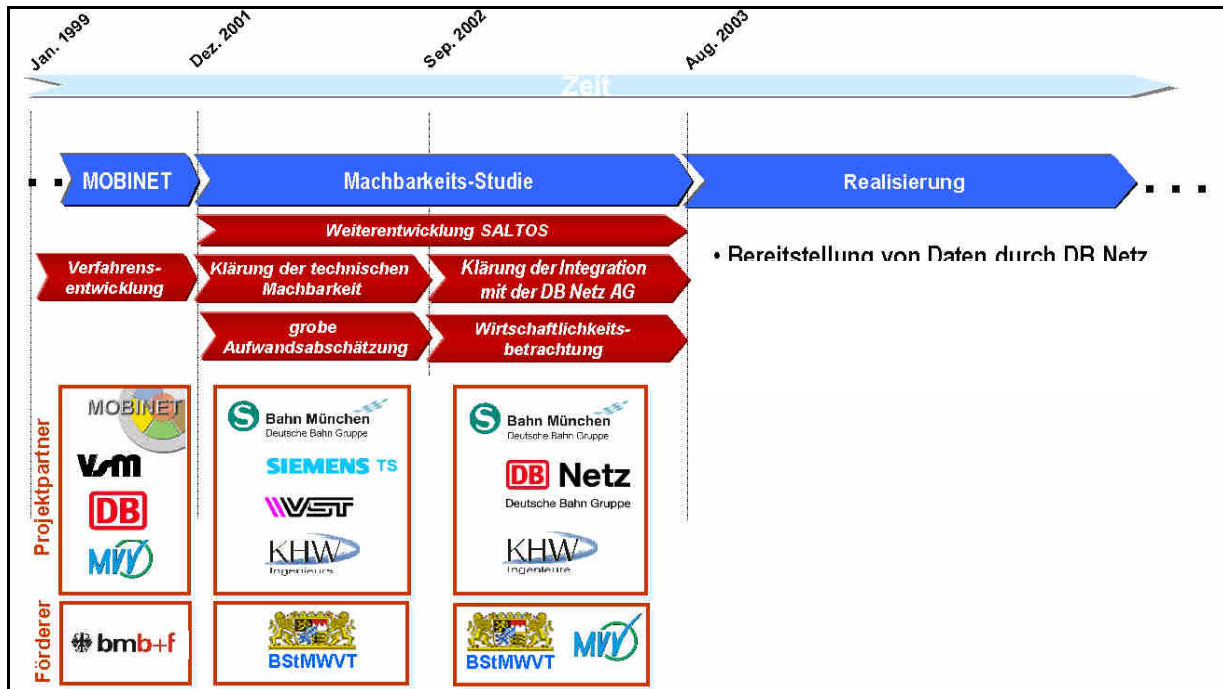 Jan. 1999
Dez. 2001
Sep. 2002
Aug. 2003
Zeit
MOBINET
Machbarkeits-Studie
Realisierung
Weiterentwicklung SALTOS
Verfahrens-
entwicklung
Klärung der technischen
Machbarkeit
Klärung der Integration
mit der DB Netz AG
• Bereitstellung von Daten durch DB Netz
grobe
Aufwandsabschätzung
Wirtschaftlichkeits-
betrachtung
Projektpartner
MOBINET
VSM
DB
MVV
S Bahn München
Deutsche Bahn Gruppe
SIEMENS TS
VST
KHW
Ingenieure
S Bahn München
Deutsche Bahn Gruppe
DB Netz
Deutsche Bahn Gruppe
KHW
Ingenieure
Förderer
bmb+f
BStMWVT
BStMWVT
MVV